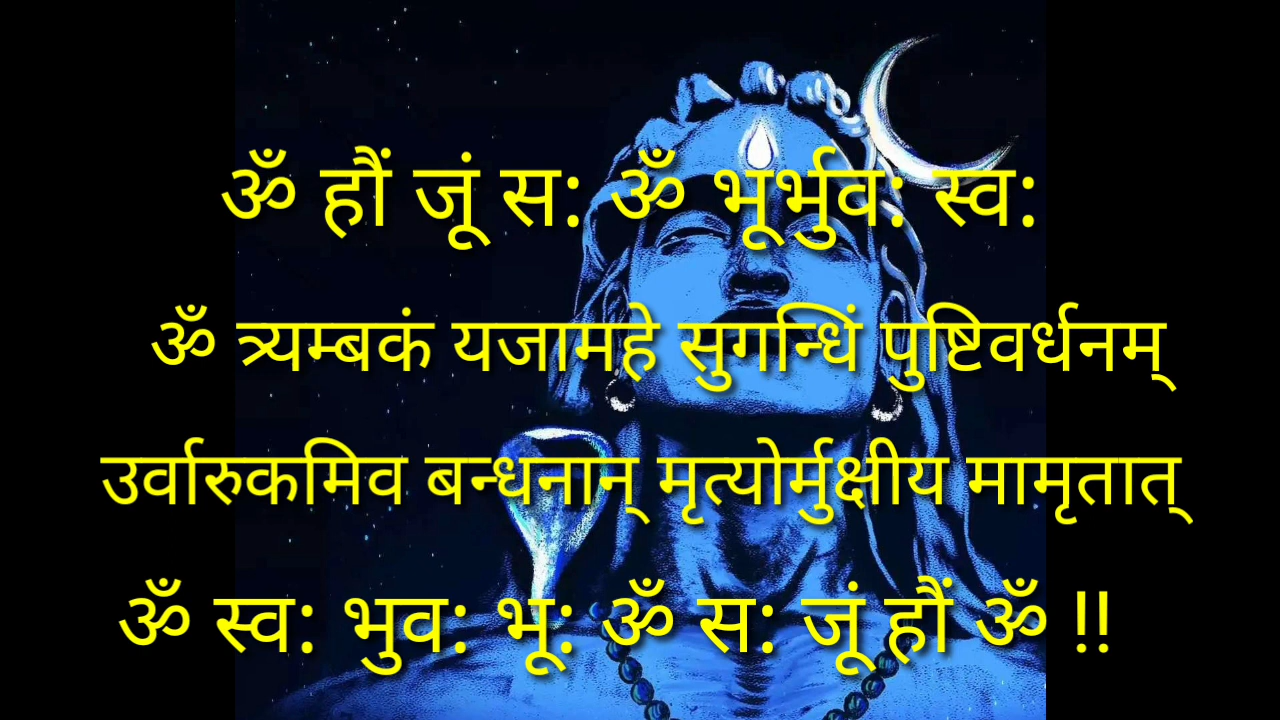 ॐ हौं जूं स: ॐ भूर्भुव: स्व:
ॐ त्र्यम्बकं यजामहे सुगन्धिं पुष्टिवर्धनम्
उर्वारुकमिव बन्धनाम् मृत्योर्मुक्षीय मामृतात्
ॐ स्व: भुव: भू: ॐ स: जूं हौं ॐ !!